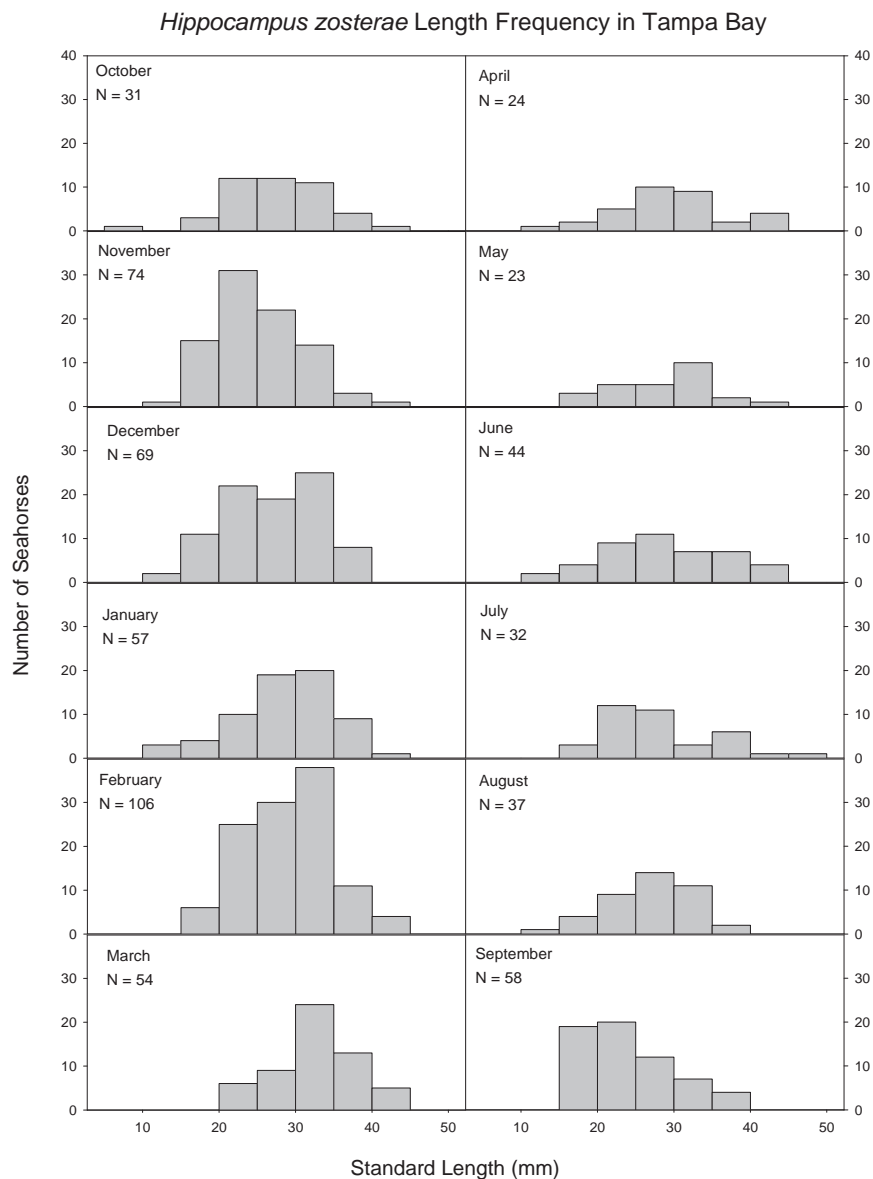 Hippocampus zosterae Length Frequency in Tampa Bay
40
30
20
10
0
October
N = 31
April
N = 24
40
30
20
10
0
30
20
10
0
November
N = 74
May
N = 23
30
20
10
0
30
20
10
0
December
N = 69
June
N = 44
30
20
10
0
30
20
10
0
January
N = 57
July
N = 32
30
20
10
0
30
20
10
0
February
N = 106
August
N = 37
30
20
10
0
30
20
10
0
March
N = 54
September
N = 58
30
20
10
0
10 20 30 40 50 10 20 30 40 50
Number of Seahorses
Standard Length (mm)